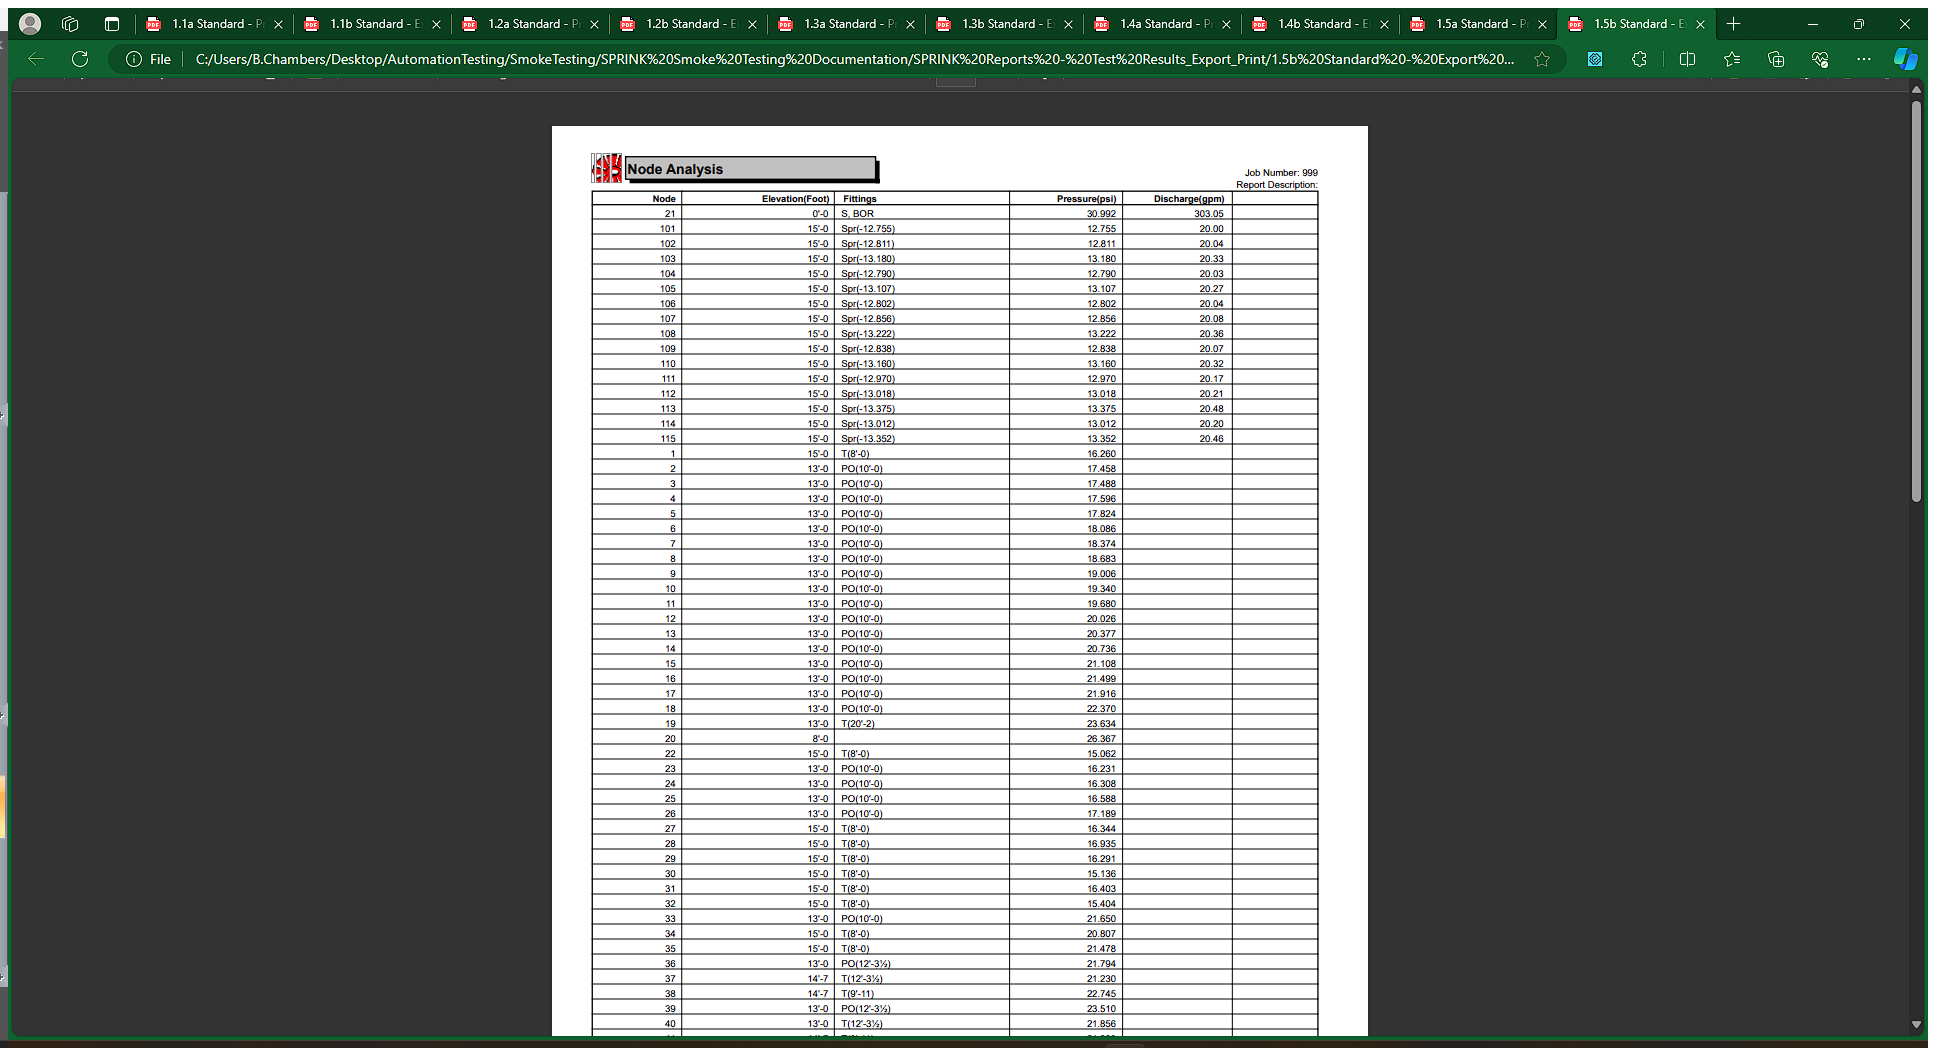 1.1a Standard - P
1.1b Standard - E
1.2a Standard - P
1.2b Standard - E
1.3a Standard - P
1.3b Standard - E
1.4a Standard - P
1.4b Standard - E
1.5a Standard - P
1.5b Standard - E
File C:/Users/B.Chambers/Desktop/AutomationTesting/SmokeTesting/SPRINK%20Smoke%20Testing%20Documentation/SPRINK%20Reports%20-%20Test%20Results_Export_Print/1.5b%20Standard%20-%20Export%20...
Node Analysis
Job Number: 999
Report Description:
Node Elevation(Foot) Fittings Pressure(psi) Discharge(gpm)
21 0'-0 S, BOR 30.992 303.05
101 15'-0 Spr(-12.755) 12.755 20.00
102 15'-0 Spr(-12.811) 12.811 20.04
103 15'-0 Spr(-13.180) 13.180 20.33
104 15'-0 Spr(-12.790) 12.790 20.03
105 15'-0 Spr(-13.107) 13.107 20.27
106 15'-0 Spr(-12.802) 12.802 20.04
107 15'-0 Spr(-12.856) 12.856 20.08
108 15'-0 Spr(-13.222) 13.222 20.36
109 15'-0 Spr(-12.838) 12.838 20.07
110 15'-0 Spr(-13.160) 13.160 20.32
111 15'-0 Spr(-12.970) 12.970 20.17
112 15'-0 Spr(-13.018) 13.018 20.21
113 15'-0 Spr(-13.375) 13.375 20.48
114 15'-0 Spr(-13.012) 13.012 20.20
115 15'-0 Spr(-13.352) 13.352 20.46
1 15'-0 T(8'-0) 16.260
2 13'-0 PO(10'-0) 17.458
3 13'-0 PO(10'-0) 17.488
4 13'-0 PO(10'-0) 17.596
5 13'-0 PO(10'-0) 17.824
6 13'-0 PO(10'-0) 18.086
7 13'-0 PO(10'-0) 18.374
8 13'-0 PO(10'-0) 18.683
9 13'-0 PO(10'-0) 19.006
10 13'-0 PO(10'-0) 19.340
11 13'-0 PO(10'-0) 19.680
12 13'-0 PO(10'-0) 20.026
13 13'-0 PO(10'-0) 20.377
14 13'-0 PO(10'-0) 20.736
15 13'-0 PO(10'-0) 21.108
16 13'-0 PO(10'-0) 21.499
17 13'-0 PO(10'-0) 21.916
18 13'-0 PO(10'-0) 22.370
19 13'-0 T(20'-2) 23.634
20 8'-0 26.367
22 15'-0 T(8'-0) 15.062
23 13'-0 PO(10'-0) 16.231
24 13'-0 PO(10'-0) 16.308
25 13'-0 PO(10'-0) 16.588
26 13'-0 PO(10'-0) 17.189
27 15'-0 T(8'-0) 16.344
28 15'-0 T(8'-0) 16.935
29 15'-0 T(8'-0) 16.291
30 15'-0 T(8'-0) 15.136
31 15'-0 T(8'-0) 16.403
32 15'-0 T(8'-0) 15.404
33 13'-0 PO(10'-0) 21.650
34 15'-0 T(8'-0) 20.807
35 15'-0 T(8'-0) 21.478
36 13'-0 PO(12'-3½) 21.794
37 14'-7 T(12'-3½) 21.230
38 14'-7 T(9'-11) 22.745
39 13'-0 PO(12'-3½) 23.510
40 13'-0 T(12'-3½) 21.856